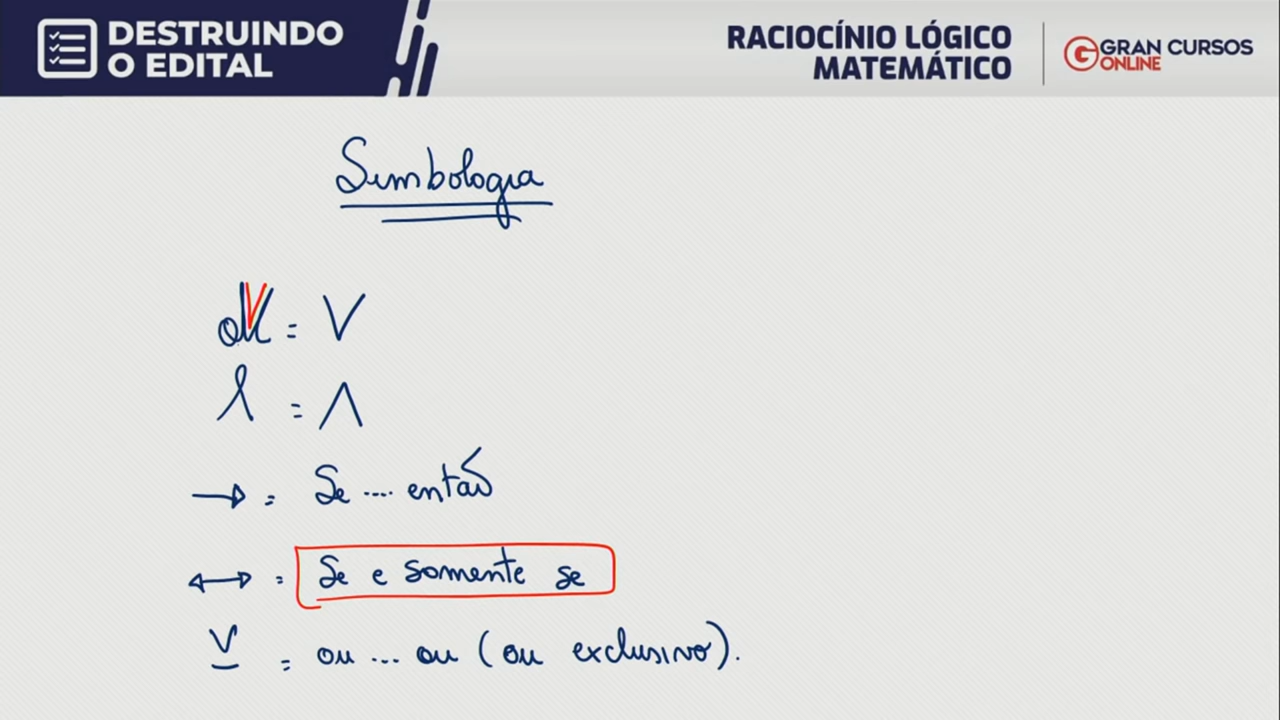 DESTRUINDO
O EDITAL
RACIOCÍNIO LÓGICO
MATEMÁTICO
GRAN CURSOS
ONLINE
Simbologia
ou = V
λ = Λ
→ = Se .... então
↔ = Se e somente se
V = ou ... ou (ou exclusivo).